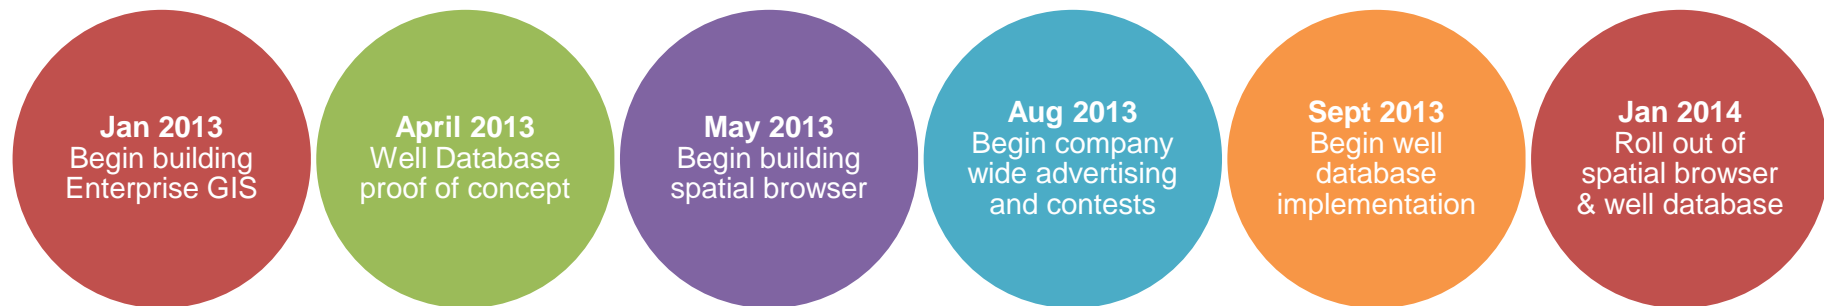 Jan 2013
Begin building
Enterprise GIS
April 2013
Well Database
proof of concept
May 2013
Begin building
spatial browser
Aug 2013
Begin company
wide advertising
and contests
Sept 2013
Begin well
database
implementation
Jan 2014
Roll out of
spatial browser
& well database